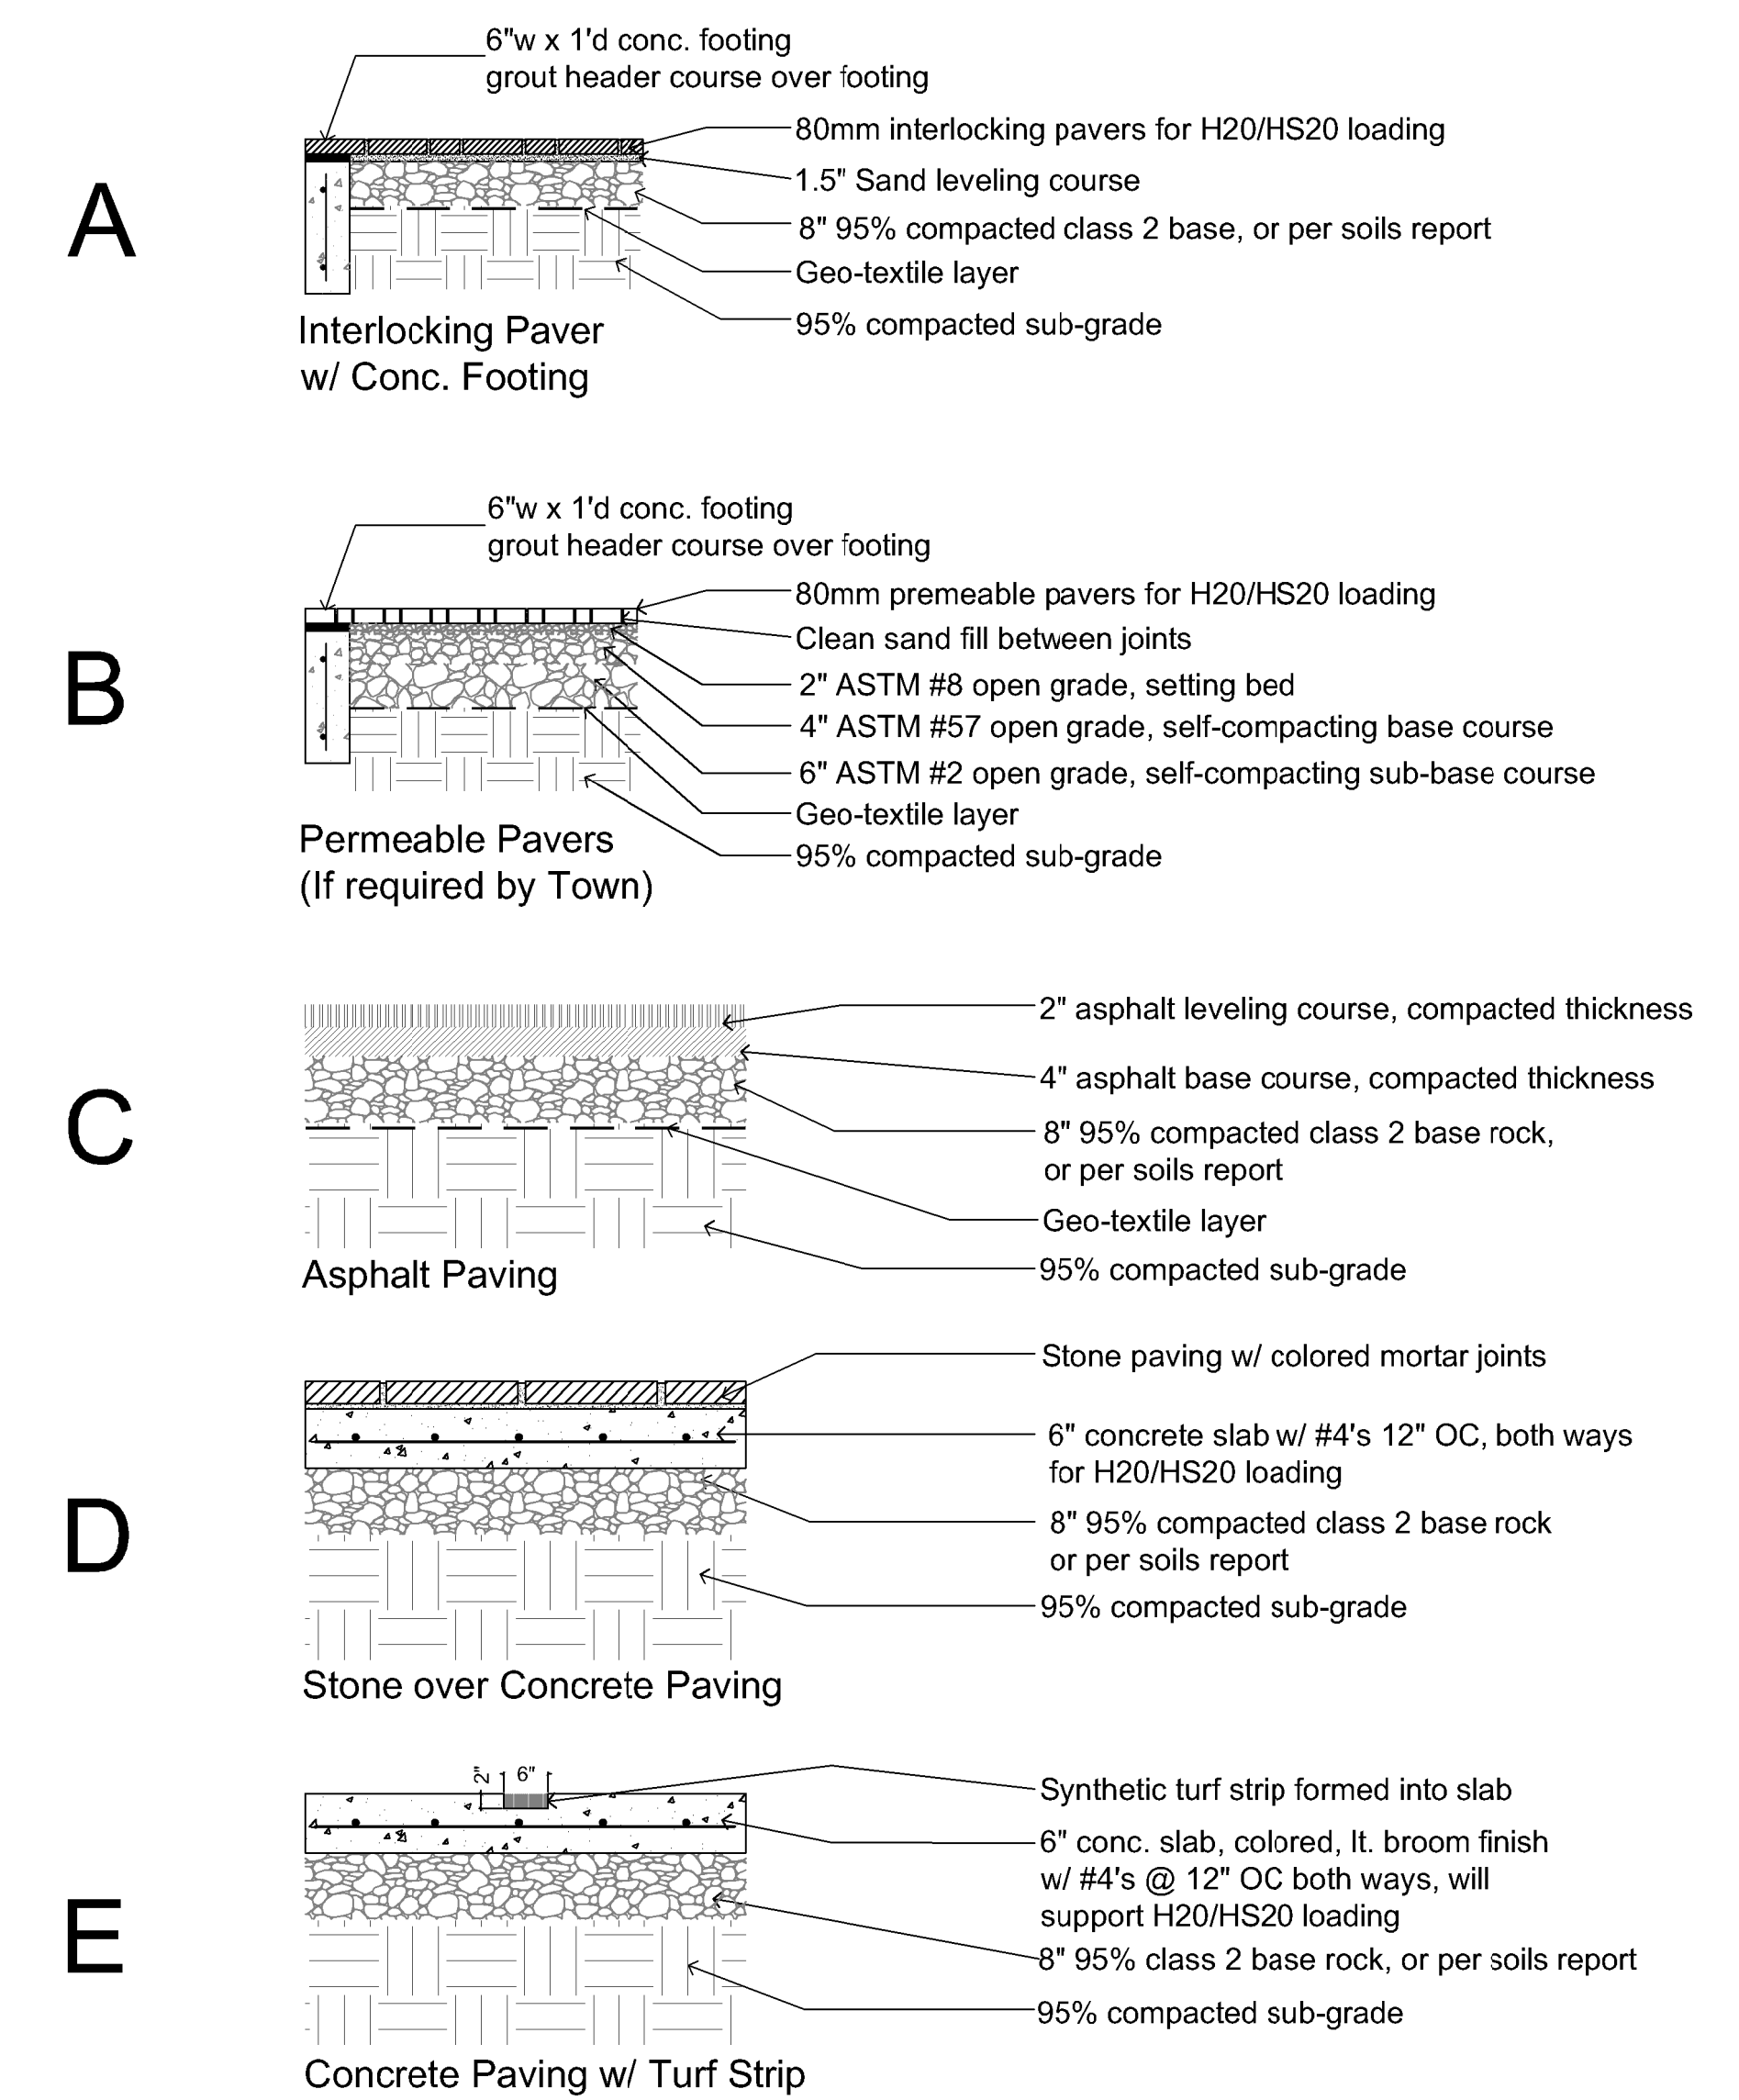 A
6"w x 1'd conc. footing
grout header course over footing
80mm interlocking pavers for H20/HS20 loading
1.5" Sand leveling course
8" 95% compacted class 2 base, or per soils report
Geo-textile layer
95% compacted sub-grade
Interlocking Paver
w/ Conc. Footing
B
6"w x 1'd conc. footing
grout header course over footing
80mm premeable pavers for H20/HS20 loading
Clean sand fill between joints
2" ASTM #8 open grade, setting bed
4" ASTM #57 open grade, self-compacting base course
6" ASTM #2 open grade, self-compacting sub-base course
Geo-textile layer
95% compacted sub-grade
Permeable Pavers
(If required by Town)
C
2" asphalt leveling course, compacted thickness
4" asphalt base course, compacted thickness
8" 95% compacted class 2 base rock,
or per soils report
Geo-textile layer
95% compacted sub-grade
Asphalt Paving
D
Stone paving w/ colored mortar joints
6" concrete slab w/ #4's 12" OC, both ways
for H20/HS20 loading
8" 95% compacted class 2 base rock
or per soils report
95% compacted sub-grade
Stone over Concrete Paving
E
2"
6"
Synthetic turf strip formed into slab
6" conc. slab, colored, lt. broom finish
w/ #4's @ 12" OC both ways, will
support H20/HS20 loading
8" 95% class 2 base rock, or per soils report
95% compacted sub-grade
Concrete Paving w/ Turf Strip